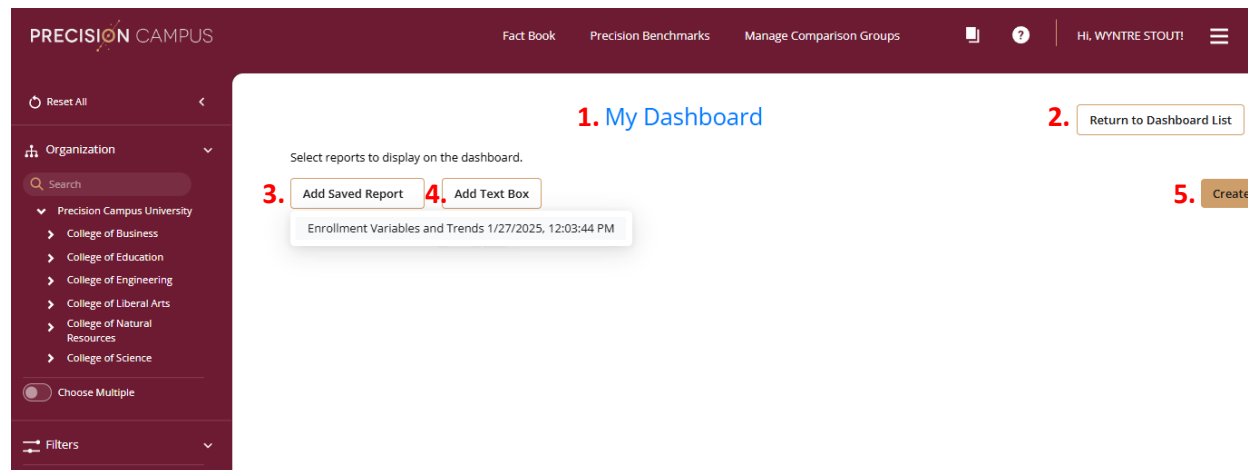 PRECISION CAMPUS
Fact Book
Precision Benchmarks
Manage Comparison Groups
?
Hi, WYNTRE STOUT!
Reset All
Organization
Search
Precision Campus University
College of Business
College of Education
College of Engineering
College of Liberal Arts
College of Natural
Resources
College of Science
Choose Multiple
Filters
1. My Dashboard
2. Return to Dashboard List
Select reports to display on the dashboard.
3. Add Saved Report
4. Add Text Box
5. Create
Enrollment Variables and Trends 1/27/2025, 12:03:44 PM